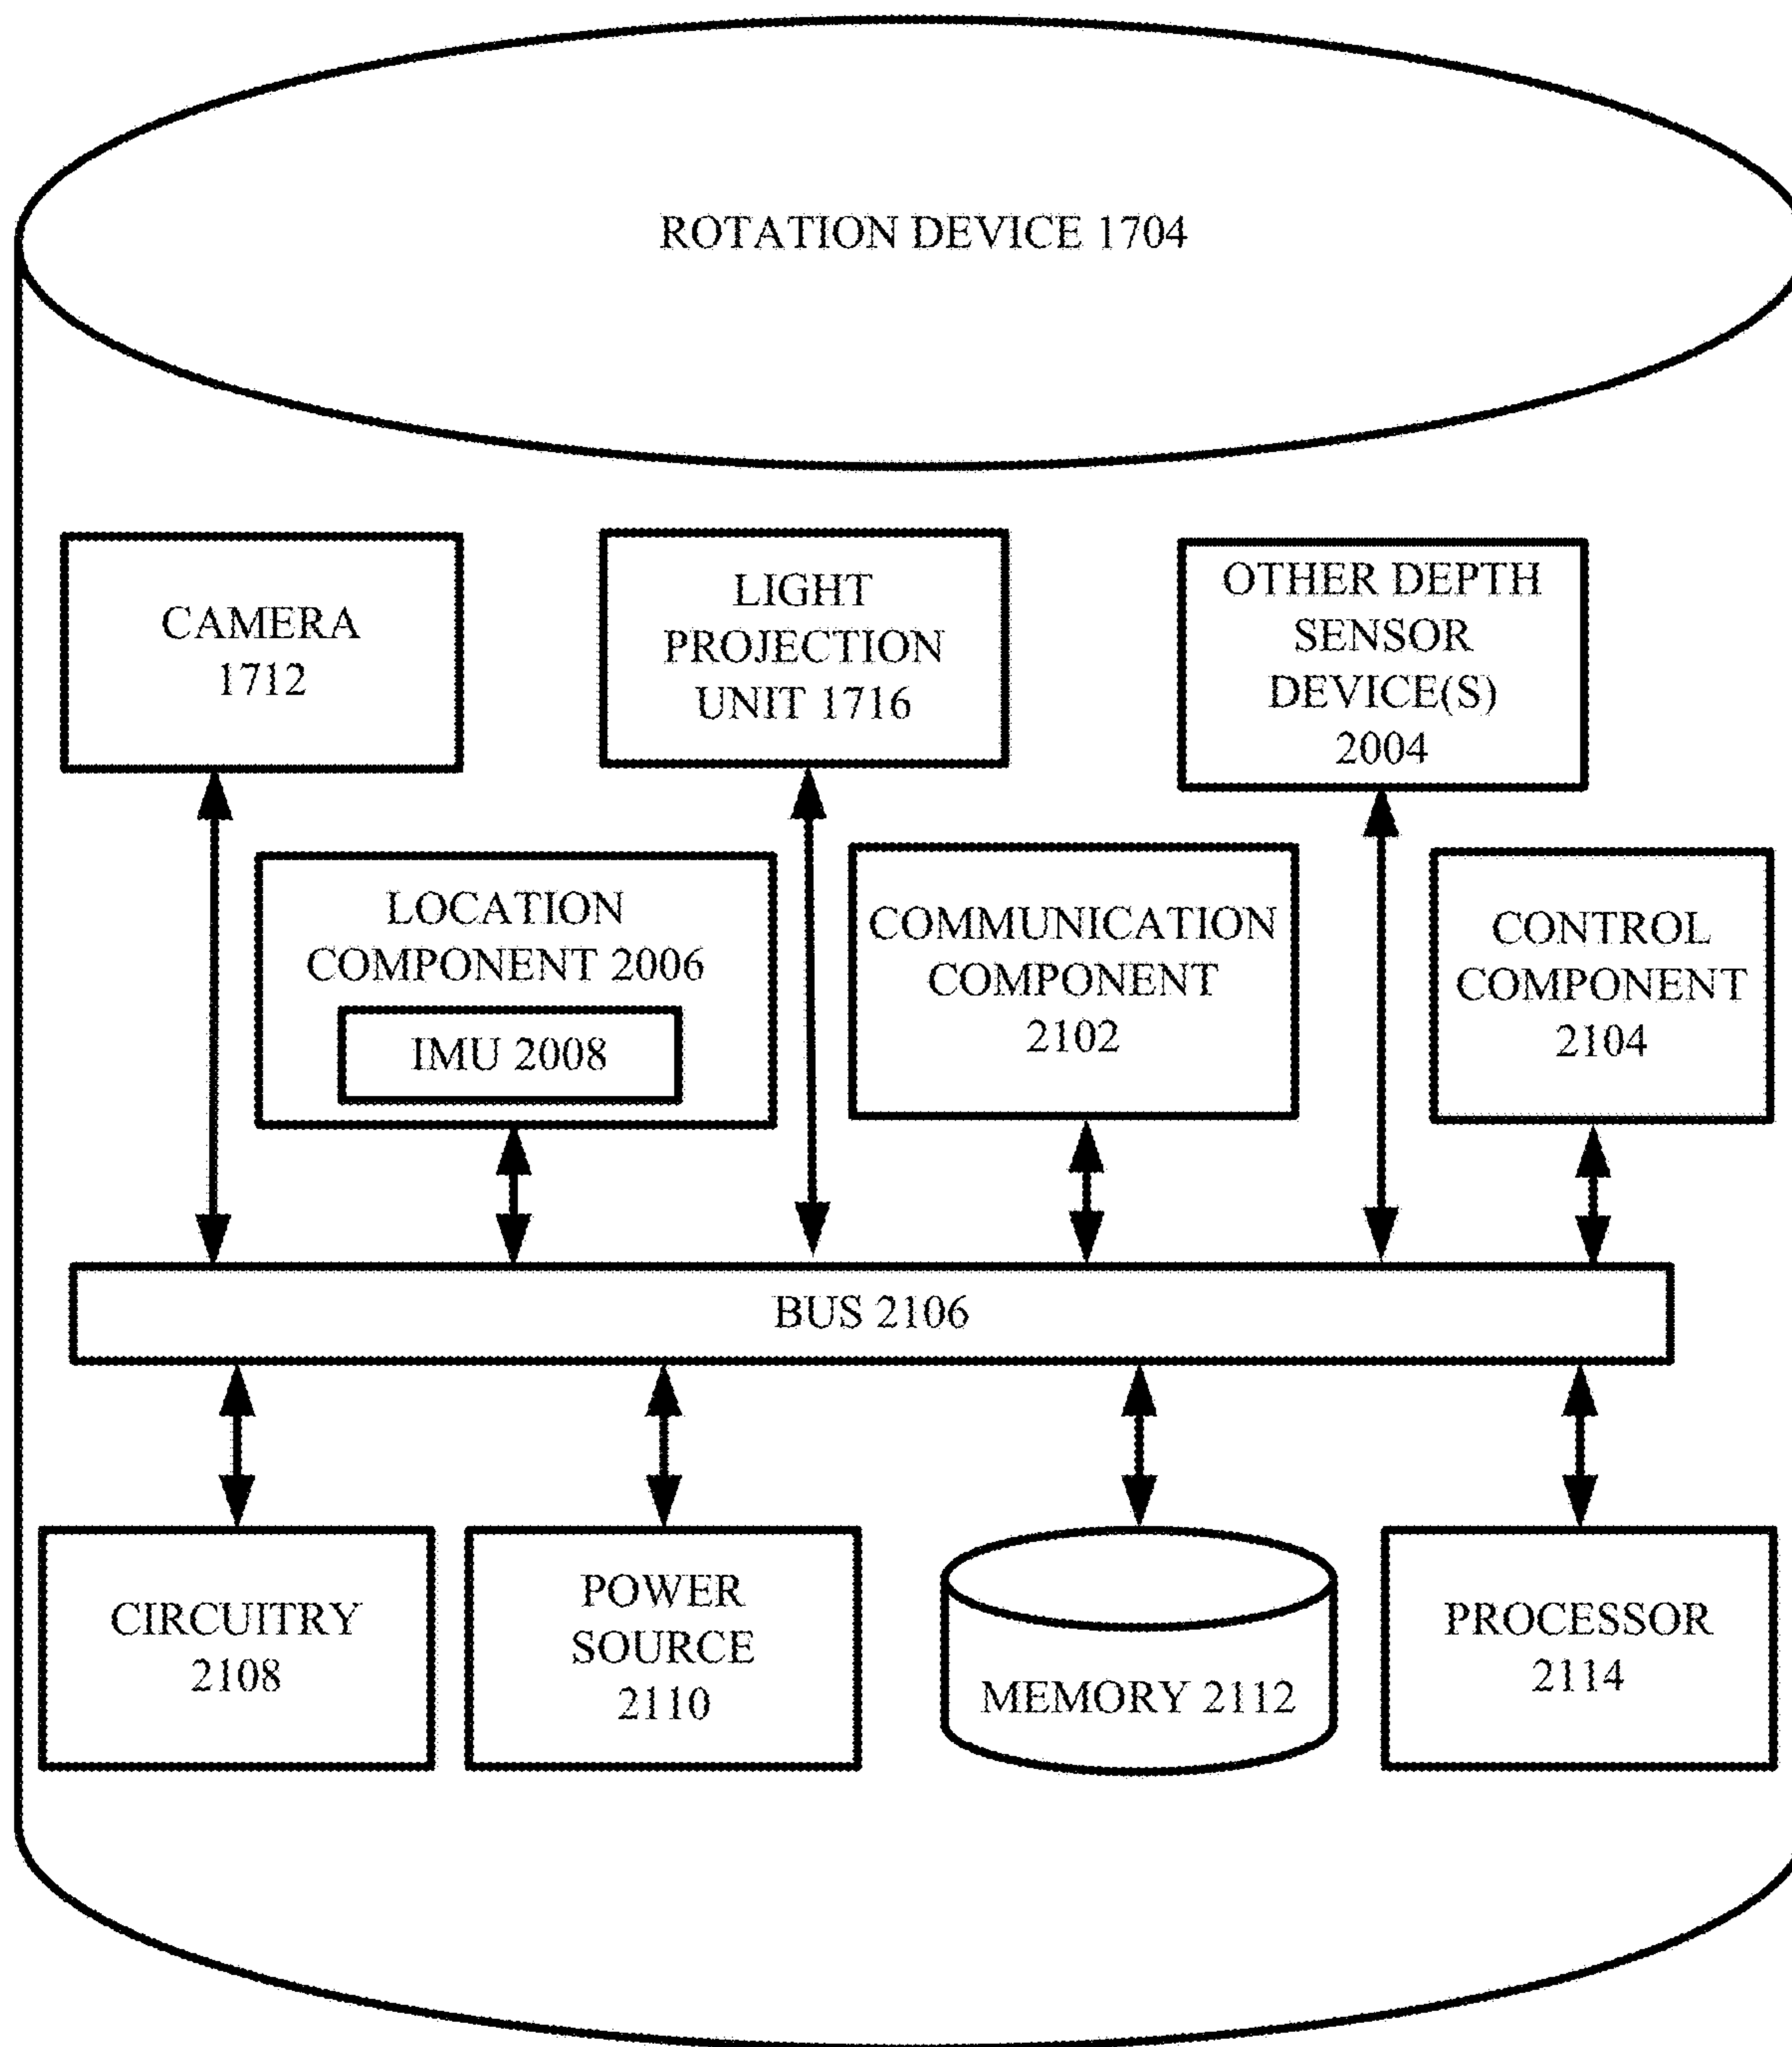 ROTATION DEVICE 1704
CAMERA
1712
LIGHT
PROJECTION
UNIT 1716
OTHER DEPTH
SENSOR
DEVICE(S)
2004
LOCATION
COMPONENT 2006
IMU 2008
COMMUNICATION
COMPONENT
2102
CONTROL
COMPONENT
2104
BUS 2106
CIRCUITRY
2108
POWER
SOURCE
2110
MEMORY 2112
PROCESSOR
2114